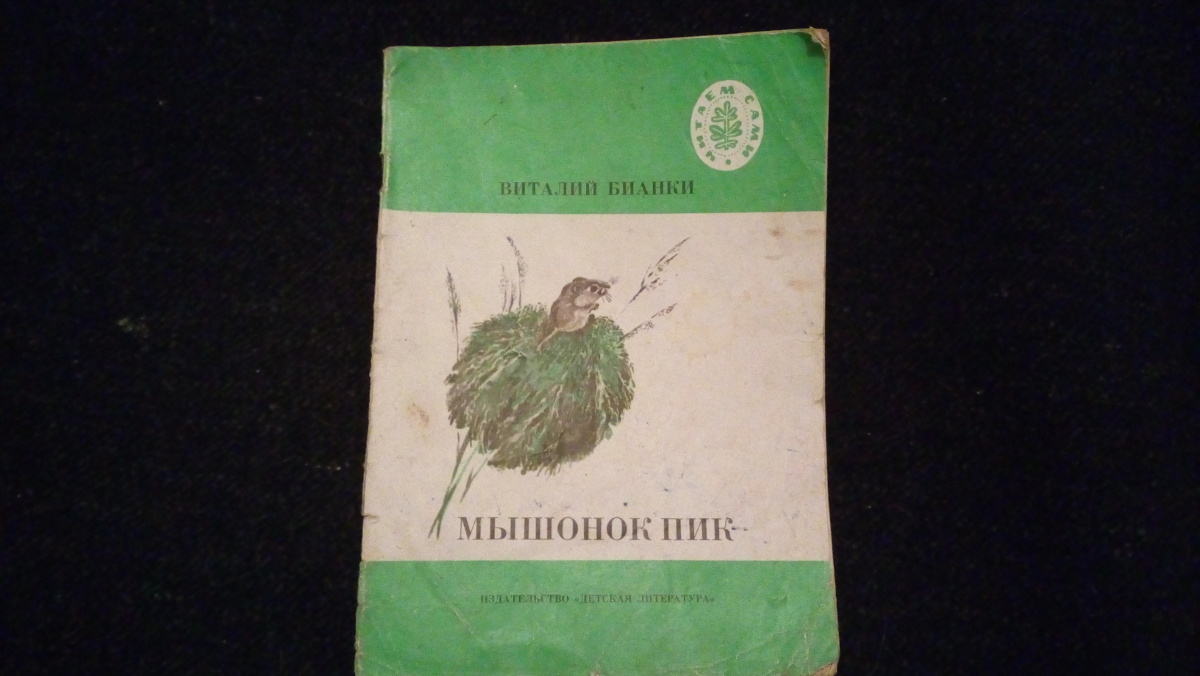 ЧИТАЕМ САМИ
ВИТАЛИЙ БИАНКИ
МЫШОНОК ПИК
ИЗДАТЕЛЬСТВО «ДЕТСКАЯ ЛИТЕРАТУРА»